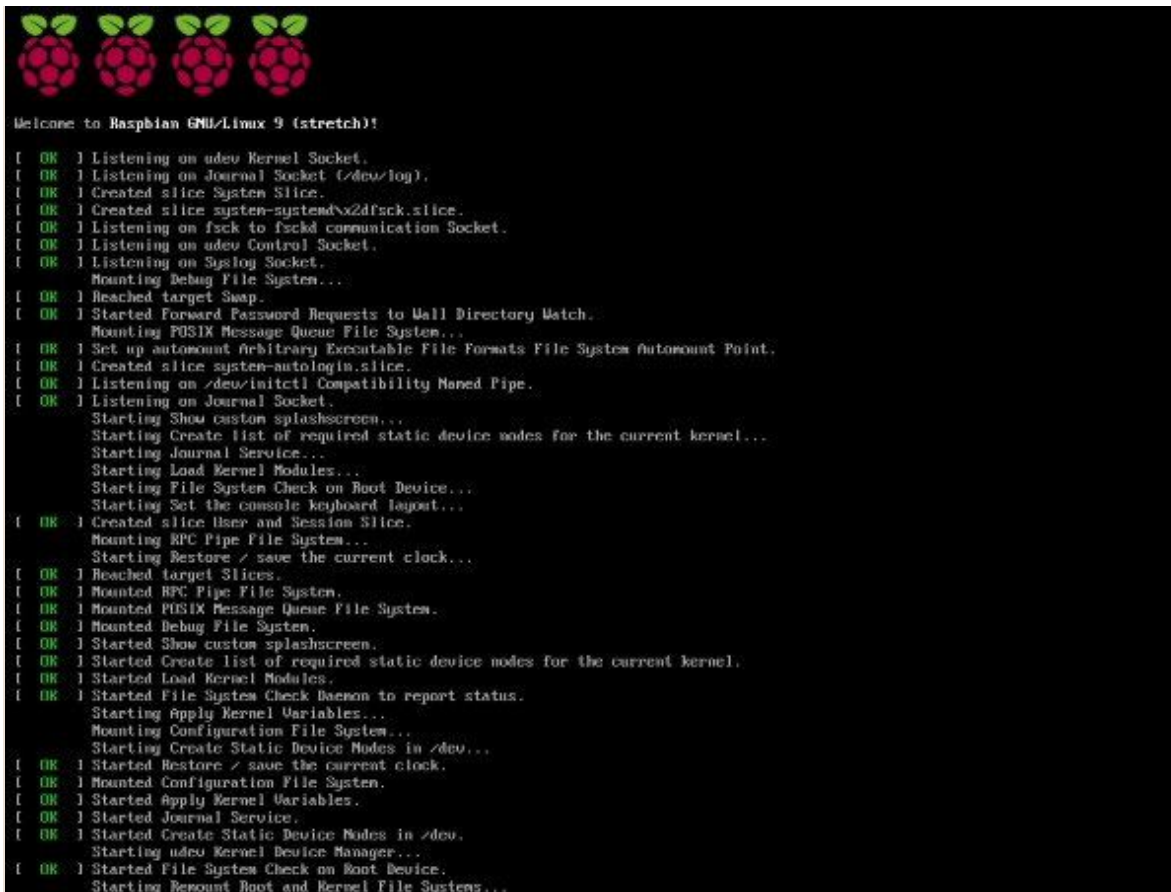 Welcome to Raspbian GNU/Linux 9 (stretch)!
[  OK  ] Listening on udev Kernel Socket.
[  OK  ] Listening on Journal Socket (/dev/log).
[  OK  ] Created slice System Slice.
[  OK  ] Created slice system-systemd\x2dfsck.slice.
[  OK  ] Listening on fsck to fsckd communication Socket.
[  OK  ] Listening on udev Control Socket.
[  OK  ] Listening on Syslog Socket.
Mounting Debug File System...
[  OK  ] Reached target Swap.
[  OK  ] Started Forward Password Requests to Wall Directory Watch.
Mounting POSIX Message Queue File System...
[  OK  ] Set up automount Arbitrary Executable File Formats File System Automount Point.
[  OK  ] Created slice system-autologin.slice.
[  OK  ] Listening on /dev/initctl Compatibility Named Pipe.
[  OK  ] Listening on Journal Socket.
Starting Show custom splashscreen...
Starting Create list of required static device nodes for the current kernel...
Starting Journal Service...
Starting Load Kernel Modules...
Starting File System Check on Root Device...
Starting Set the console keyboard layout...
[  OK  ] Created slice User and Session Slice.
Mounting RPC Pipe File System...
Starting Restore / save the current clock...
[  OK  ] Reached target Slices.
[  OK  ] Mounted RPC Pipe File System.
[  OK  ] Mounted POSIX Message Queue File System.
[  OK  ] Mounted Debug File System.
[  OK  ] Started Show custom splashscreen.
[  OK  ] Started Create list of required static device nodes for the current kernel.
[  OK  ] Started Load Kernel Modules.
[  OK  ] Started File System Check Daemon to report status.
Starting Apply Kernel Variables...
Mounting Configuration File System...
Starting Create Static Device Nodes in /dev...
[  OK  ] Started Restore / save the current clock.
[  OK  ] Mounted Configuration File System.
[  OK  ] Started Apply Kernel Variables.
[  OK  ] Started Journal Service.
[  OK  ] Started Create Static Device Nodes in /dev.
Starting udev Kernel Device Manager...
[  OK  ] Started File System Check on Root Device.
Starting Remount Root and Kernel File Systems...